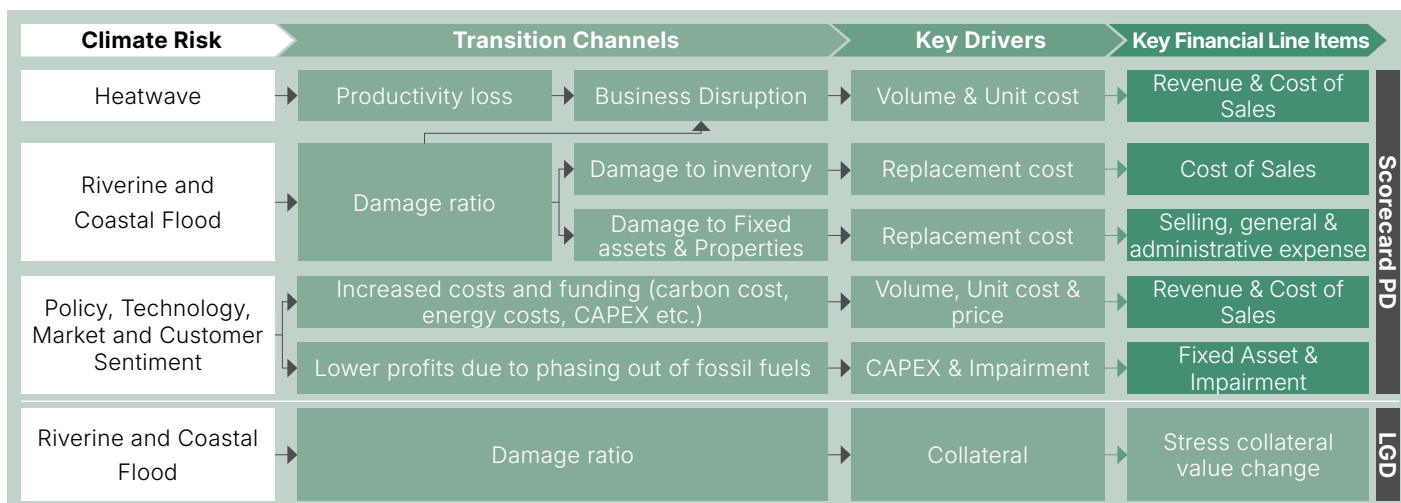 Climate Risk
Transition Channels
Key Drivers
Key Financial Line Items
Heatwave
Productivity loss
Business Disruption
Volume & Unit cost
Revenue & Cost of
Sales
Riverine and
Coastal Flood
Damage ratio
Damage to inventory
Replacement cost
Cost of Sales
Damage to Fixed
assets & Properties
Replacement cost
Selling, general &
administrative expense
Policy, Technology,
Market and Customer
Sentiment
Increased costs and funding (carbon cost,
energy costs, CAPEX etc.)
Volume, Unit cost &
price
Revenue & Cost of
Sales
Lower profits due to phasing out of fossil fuels
CAPEX & Impairment
Fixed Asset &
Impairment
Scorecard PD
Riverine and Coastal
Flood
Damage ratio
Collateral
Stress collateral
value change
LGD